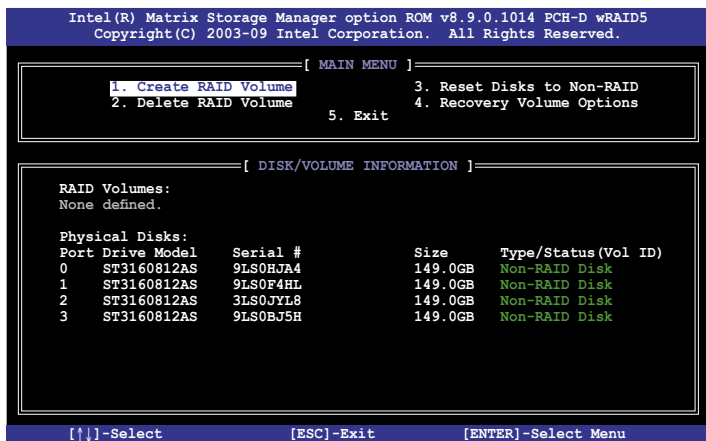 Intel(R) Matrix Storage Manager option ROM v8.9.0.1014 PCH-D wRAID5
Copyright(C) 2003-09 Intel Corporation. All Rights Reserved.
[ MAIN MENU ]
1. Create RAID Volume 3. Reset Disks to Non-RAID
2. Delete RAID Volume 4. Recovery Volume Options
5. Exit
[ DISK/VOLUME INFORMATION ]
RAID Volumes:
None defined.
Physical Disks:
Port Drive Model Serial # Size Type/Status(Vol ID)
0 ST3160812AS 9LS0HJA4 149.0GB Non-RAID Disk
1 ST3160812AS 9LS0F4HL 149.0GB Non-RAID Disk
2 ST3160812AS 3LS0JYL8 149.0GB Non-RAID Disk
3 ST3160812AS 9LS0BJ5H 149.0GB Non-RAID Disk
[↑↓]-Select [ESC]-Exit [ENTER]-Select Menu